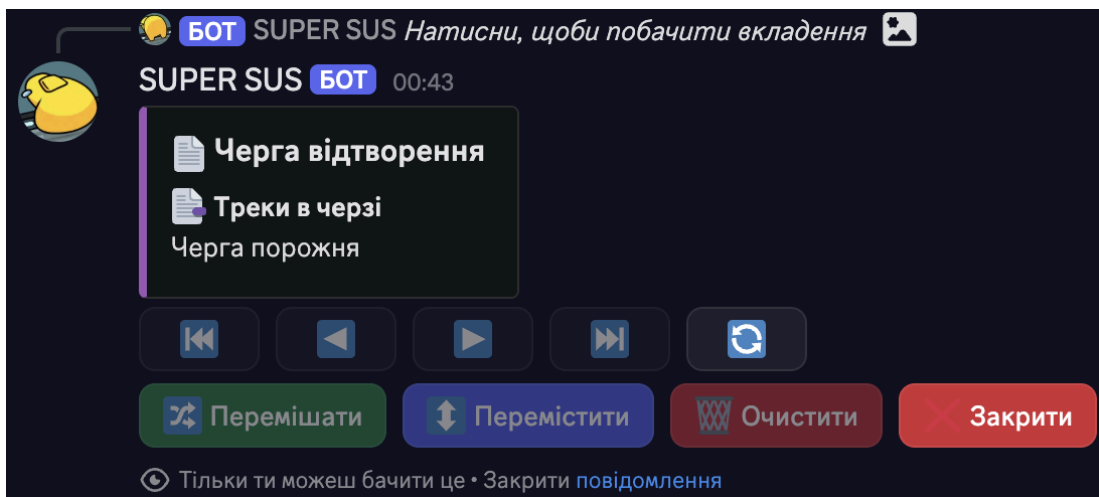 БОТ SUPER SUS Натисни, щоби побачити вкладення
SUPER SUS БОТ 00:43
Черга відтворення
Треки в черзі
Черга порожня
Перемішати Перемістити Очистити Закрити
Тільки ти можеш бачити це • Закрити повідомлення